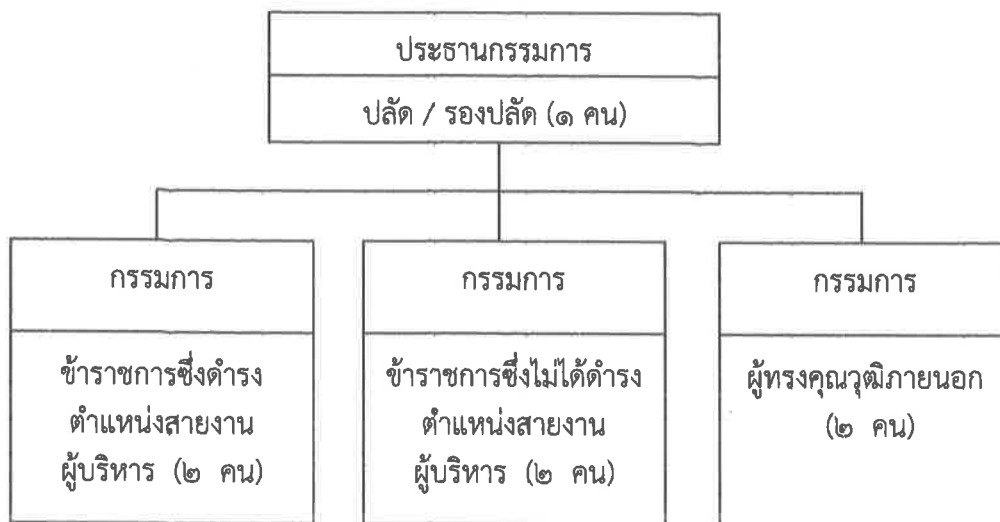 ประธานกรรมการ
ปลัด / รองปลัด (๑ คน)
กรรมการ
ข้าราชการซึ่งดำรง
ตำแหน่งสายงาน
ผู้บริหาร (๒ คน)
กรรมการ
ข้าราชการซึ่งไม่ได้ดำรง
ตำแหน่งสายงาน
ผู้บริหาร (๒ คน)
กรรมการ
ผู้ทรงคุณวุฒิภายนอก
(๒ คน)